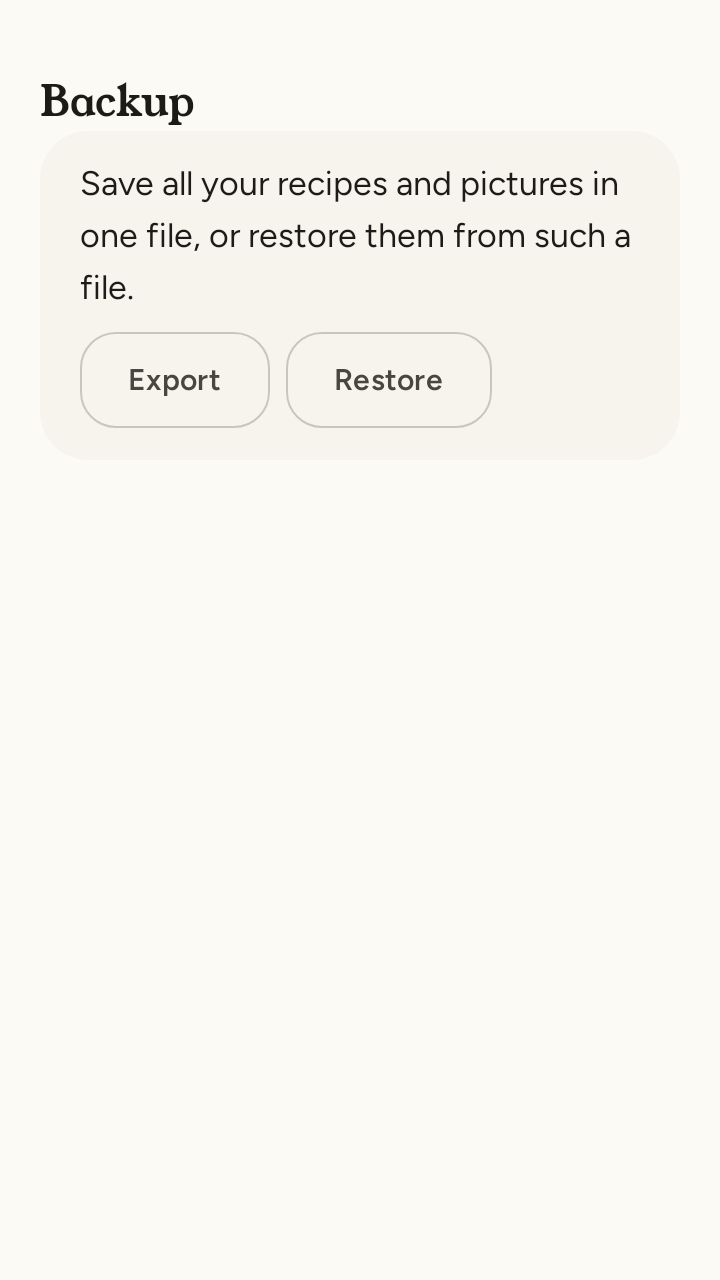 Backup
Save all your recipes and pictures in
one file, or restore them from such a
file.
Export
Restore